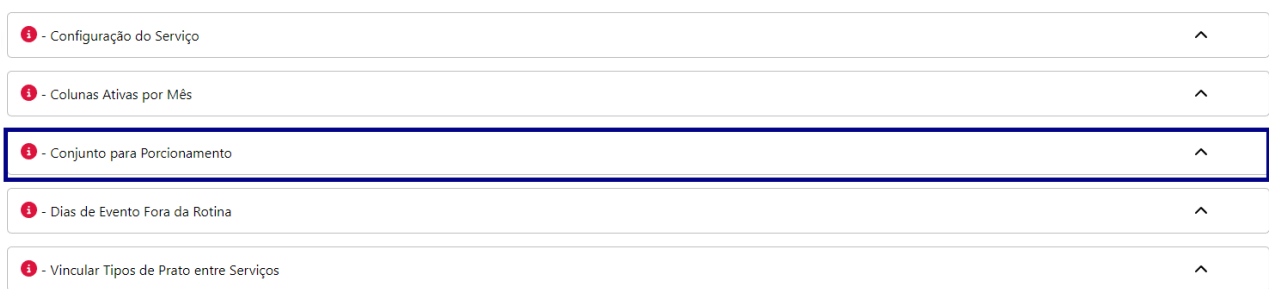 - Configuração do Serviço
- Colunas Ativas por Mês
- Conjunto para Porcionamento
- Dias de Evento Fora da Rotina
- Vincular Tipos de Prato entre Serviços